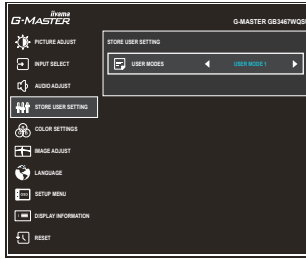 iiyama
G-MASTER
G-MASTER GB3467WQSU
PICTURE ADJUST
STORE USER SETTING
INPUT SELECT
USER MODES
USER MODE 1
AUDIO ADJUST
STORE USER SETTING
COLOR SETTINGS
IMAGE ADJUST
LANGUAGE
SETUP MENU
DISPLAY INFORMATION
RESET